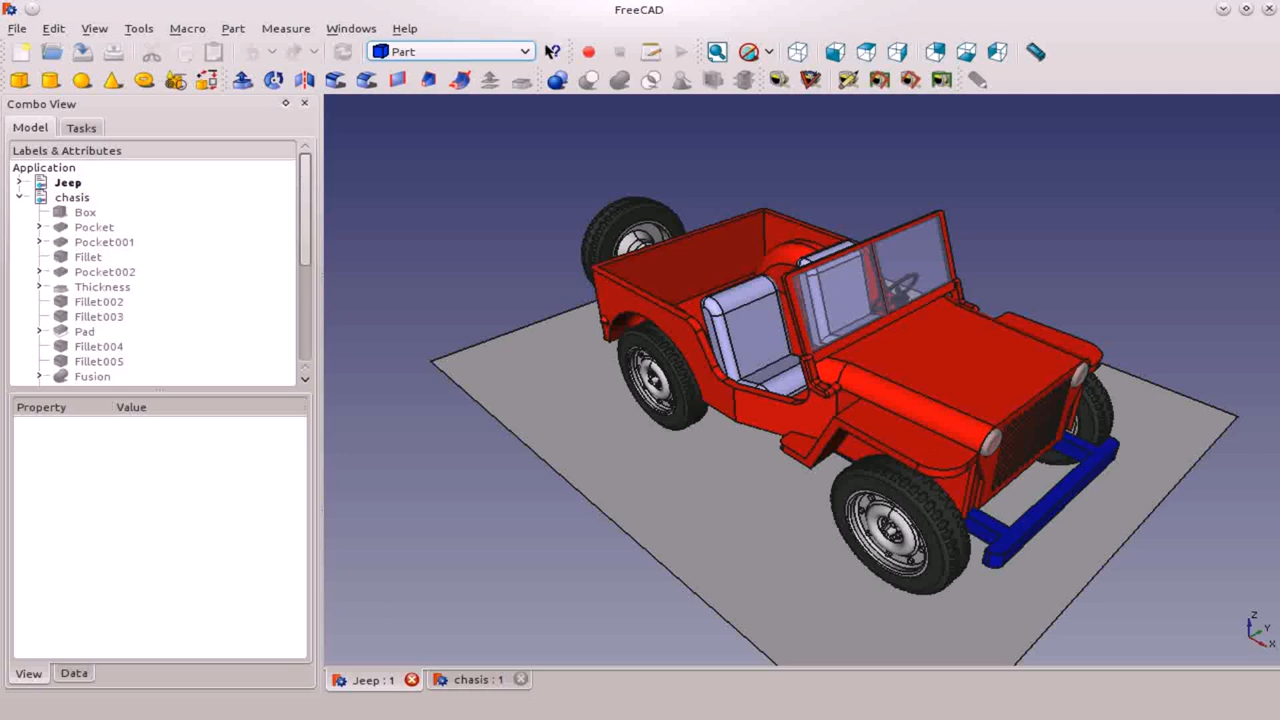 FreeCAD
File Edit View Tools Macro Part Measure Windows Help
Part
Combo View
Model Tasks
Labels & Attributes
Application
Jeep
chasis
Box
Pocket
Pocket001
Fillet
Pocket002
Thickness
Fillet002
Fillet003
Pad
Fillet004
Fillet005
Fusion
Property Value
Z
Y
X
View Data
Jeep : 1
chasis : 1